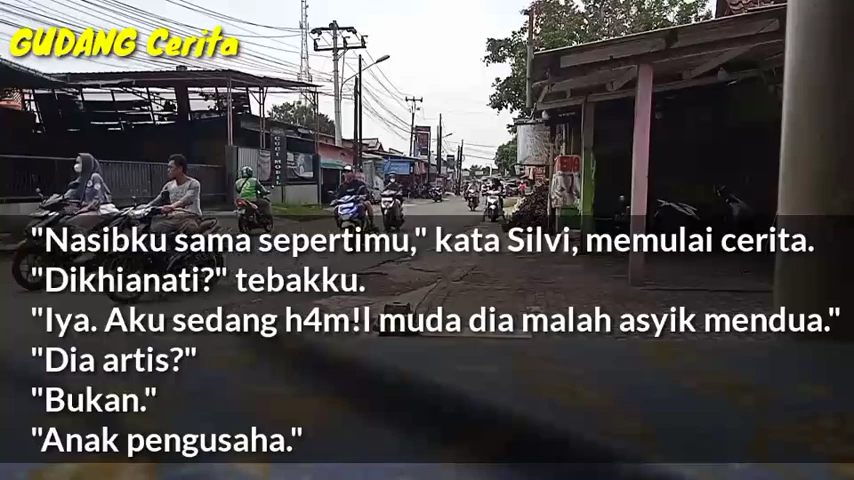 GUDANG Cerita
"Nasibku sama sepertimu," kata Silvi, memulai cerita.
"Dikhianati?" tebakku.
"Iya. Aku sedang h4m!l muda dia malah asyik mendua."
"Dia artis?"
"Bukan."
"Anak pengusaha."